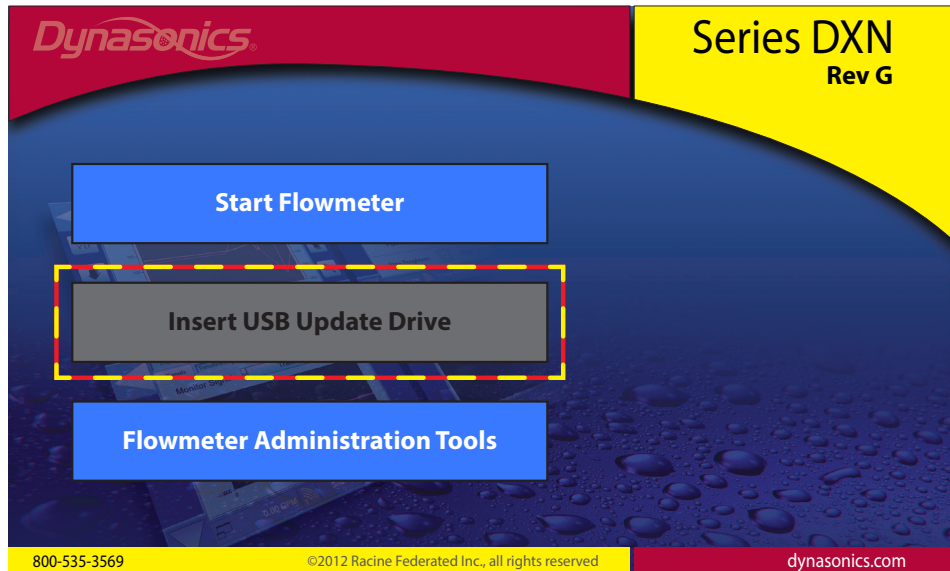 Dynasonics®
Series DXN
Rev G
Start Flowmeter
Insert USB Update Drive
Monitor
Flowmeter Administration Tools
800-535-3569
©2012 Racine Federated Inc., all rights reserved
dynasonics.com